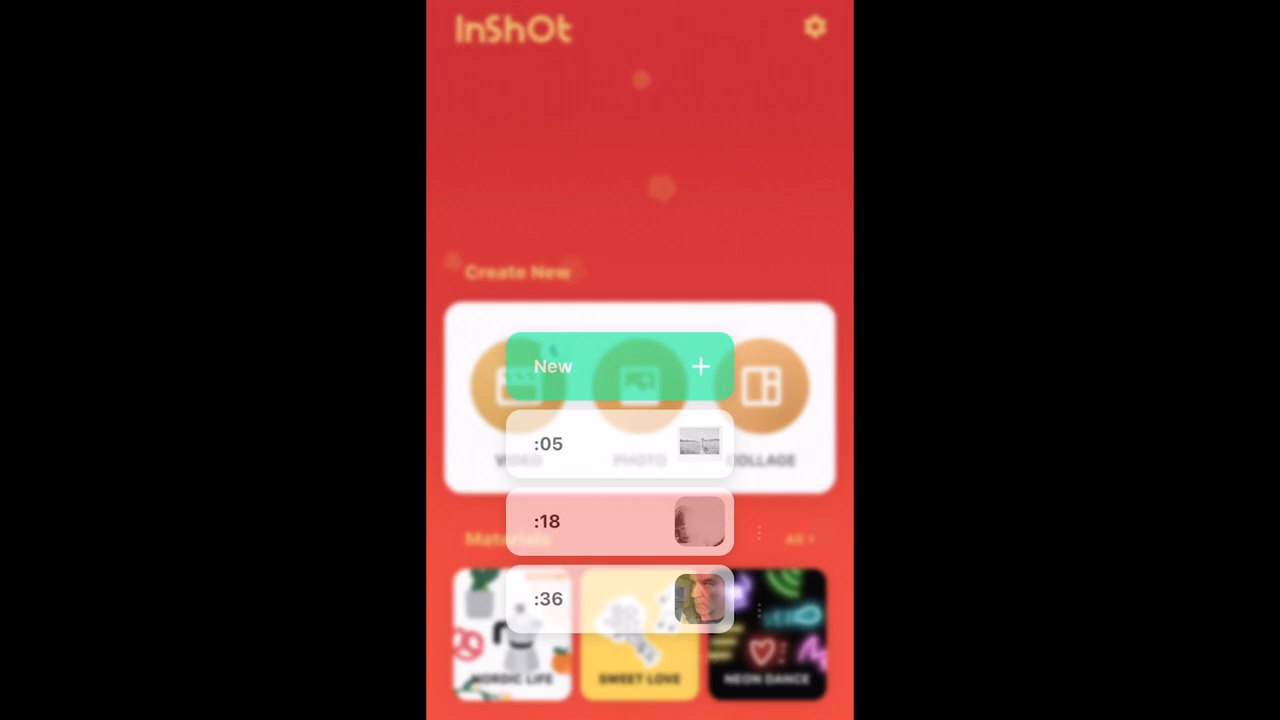 InShOt
Create New
New
:05
VIDEO
PHOTO
COLLAGE
:18
Materials
All
:36
NORDIC LIFE
SWEET LOVE
NEON DANCE